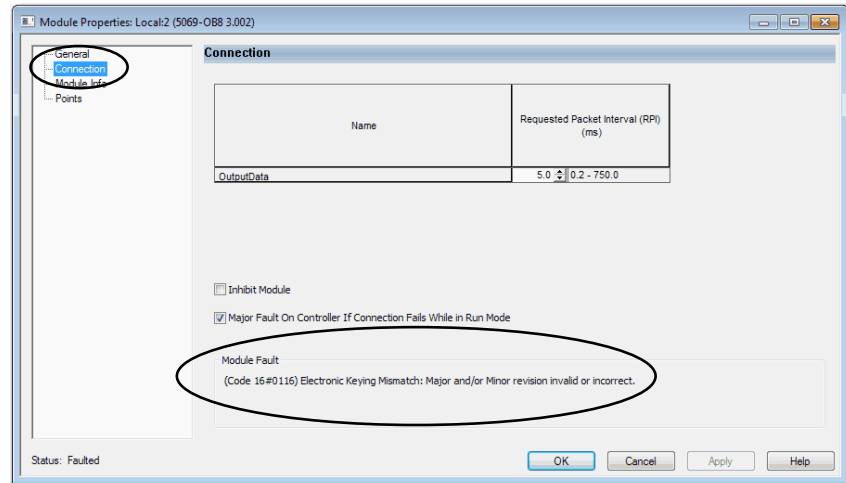 Module Properties: Local:2 (5069-OB8 3.002)
General
Connection
Module Info
Points
Connection
Name
Requested Packet Interval (RPI)
(ms)
OutputData
5.0
0.2 - 750.0
Inhibit Module
Major Fault On Controller If Connection Fails While in Run Mode
Module Fault
(Code 16#0116) Electronic Keying Mismatch: Major and/or Minor revision invalid or incorrect.
Status: Faulted
OK
Cancel
Apply
Help